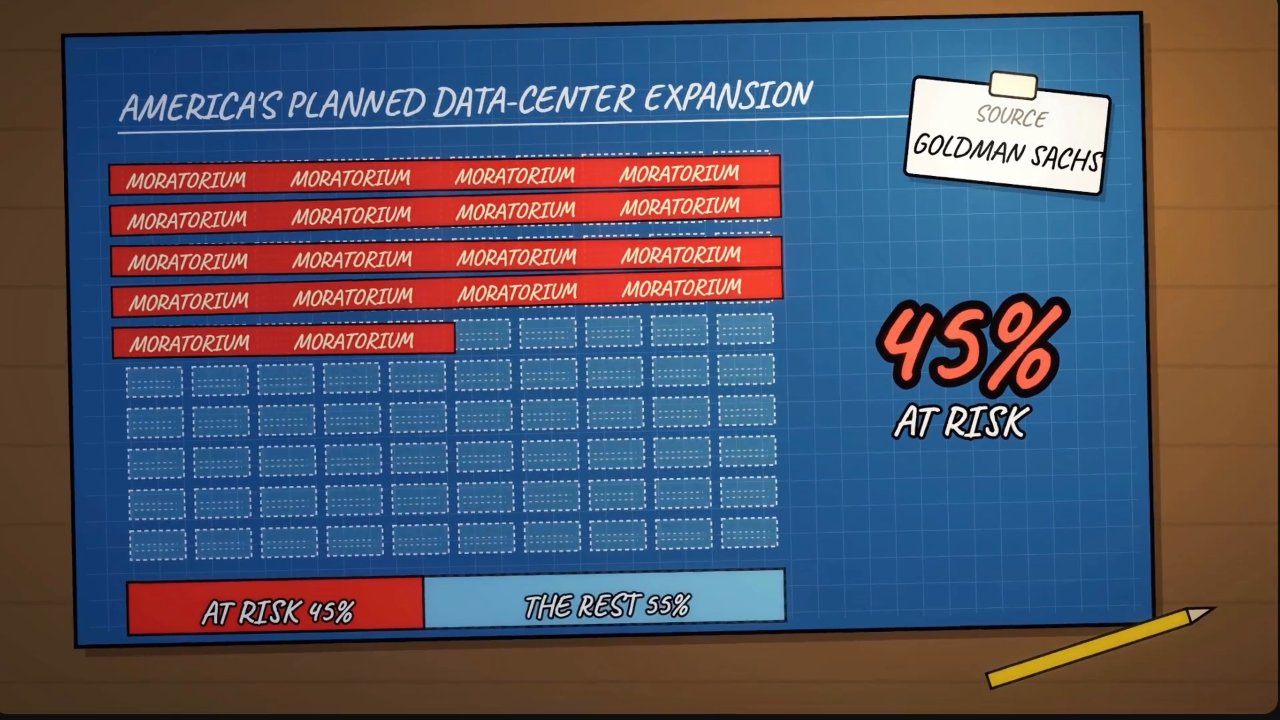 AMERICA'S PLANNED DATA-CENTER EXPANSION
SOURCE
GOLDMAN SACHS
MORATORIUM MORATORIUM MORATORIUM MORATORIUM
MORATORIUM MORATORIUM MORATORIUM MORATORIUM
MORATORIUM MORATORIUM MORATORIUM MORATORIUM
MORATORIUM MORATORIUM MORATORIUM MORATORIUM
MORATORIUM MORATORIUM
45%
AT RISK
AT RISK 45% THE REST 55%